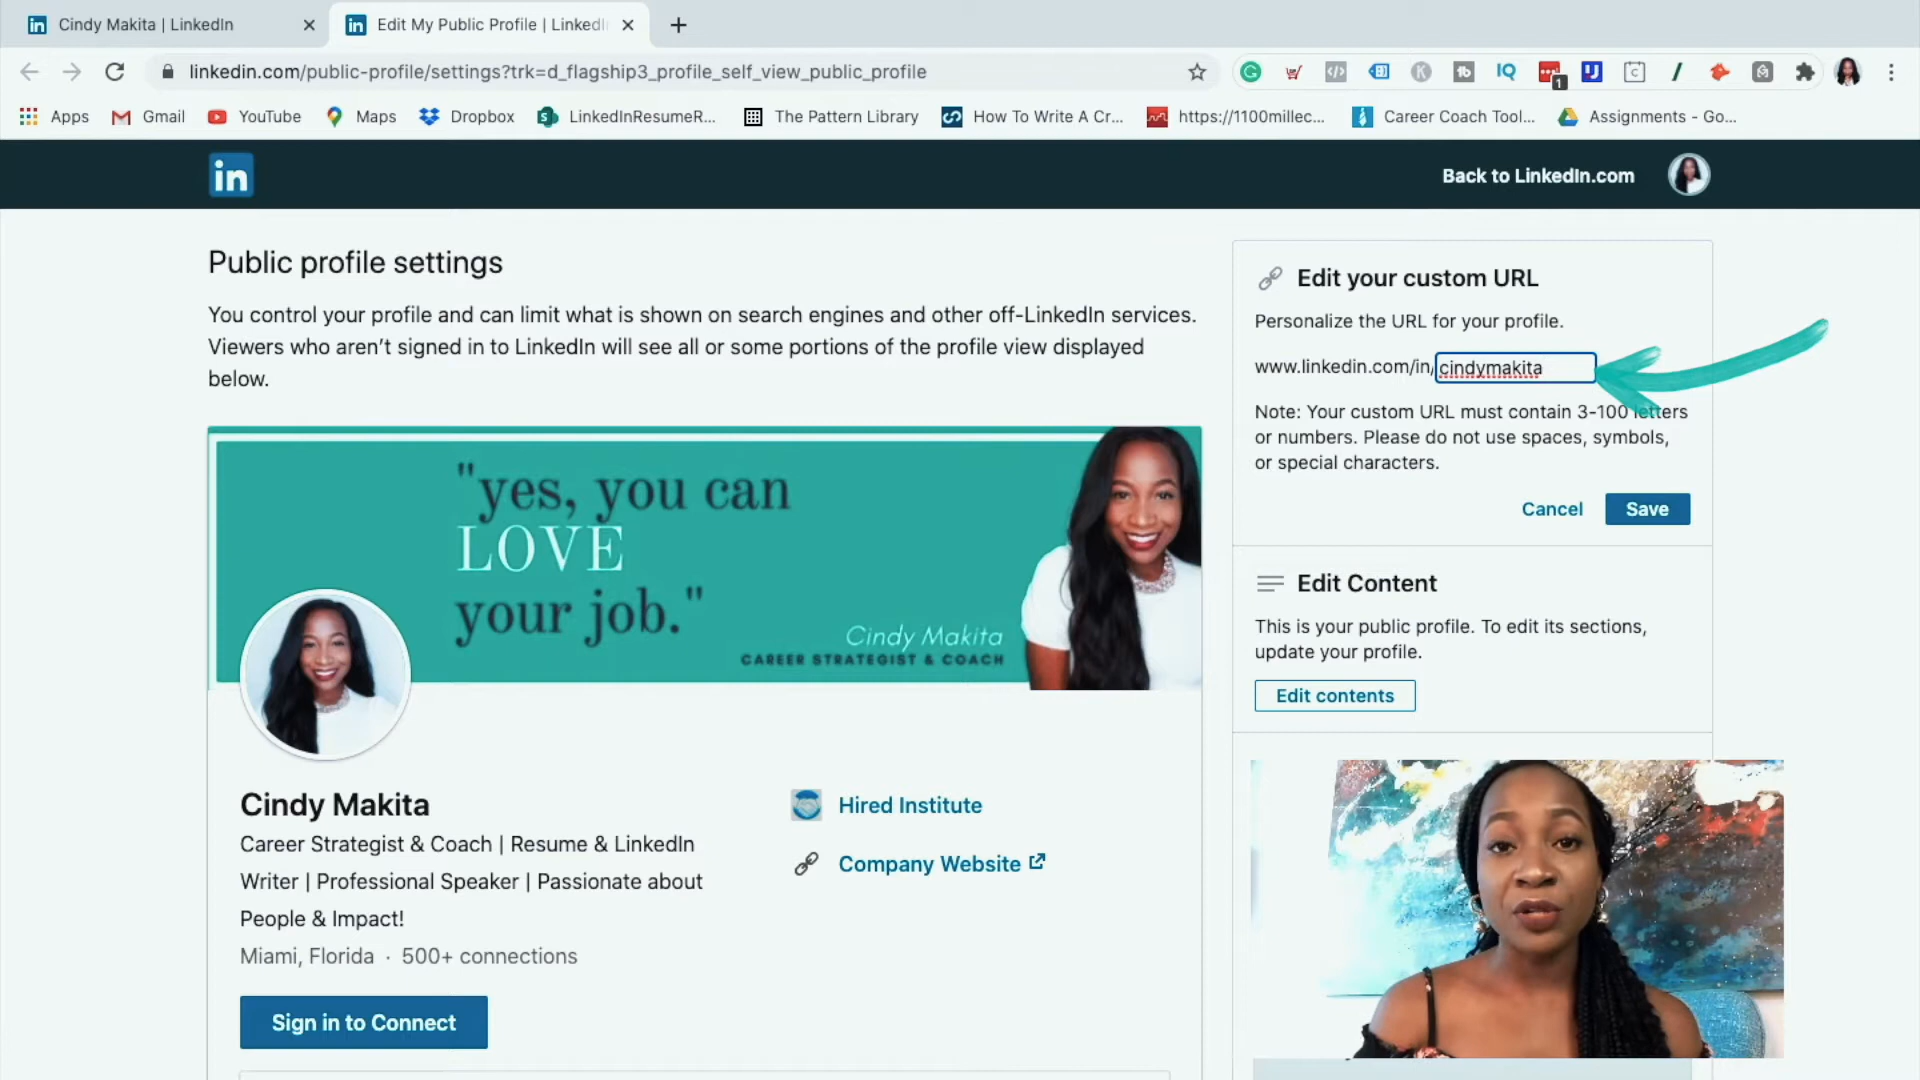 Cindy Makita | LinkedIn
Edit My Public Profile | LinkedI
linkedin.com/public-profile/settings?trk=d_flagship3_profile_self_view_public_profile
1
Apps
Gmail
YouTube
Maps
Dropbox
LinkedInResumeR...
The Pattern Library
How To Write A Cr...
https://1100millec...
Career Coach Tool...
Assignments - Go...
in
Back to LinkedIn.com
Public profile settings
You control your profile and can limit what is shown on search engines and other off-LinkedIn services.
Viewers who aren’t signed in to LinkedIn will see all or some portions of the profile view displayed
below.
"yes, you can
LOVE
your job."
Cindy Makita
CAREER STRATEGIST & COACH
Cindy Makita
Career Strategist & Coach | Resume & LinkedIn
Writer | Professional Speaker | Passionate about
People & Impact!
Miami, Florida · 500+ connections
Sign in to Connect
Hired Institute
Company Website
Edit your custom URL
Personalize the URL for your profile.
www.linkedin.com/in/cindymakita
Note: Your custom URL must contain 3-100 letters
or numbers. Please do not use spaces, symbols,
or special characters.
Cancel
Save
Edit Content
This is your public profile. To edit its sections,
update your profile.
Edit contents